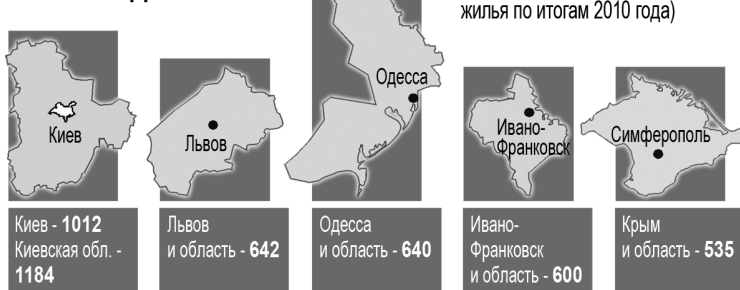 жилья по итогам 2010 года)
Киев
Львов
Одесса
Ивано-
Франковск
Симферополь
Киев - 1012
Киевская обл. -
1184
Львов
и область - 642
Одесса
и область - 640
Ивано-
Франковск
и область - 600
Крым
и область - 535